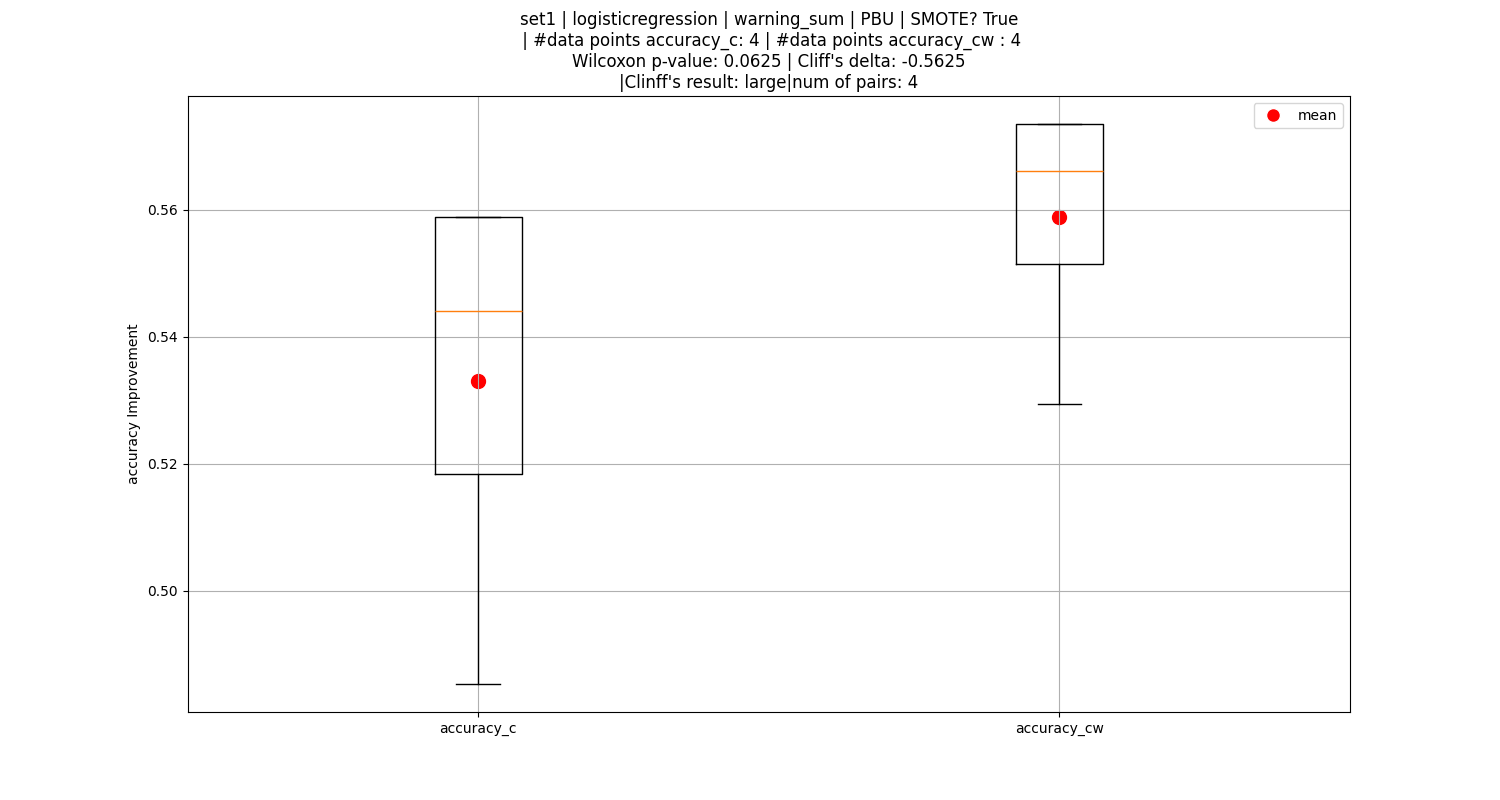 set1 | logisticregression | warning_sum | PBU | SMOTE? True
| #data points accuracy_c: 4 | #data points accuracy_cw : 4
Wilcoxon p-value: 0.0625 | Cliff's delta: -0.5625
|Clinff's result: large|num of pairs: 4
mean
0.56
0.54
0.52
0.50
accuracy Improvement
accuracy_c
accuracy_cw